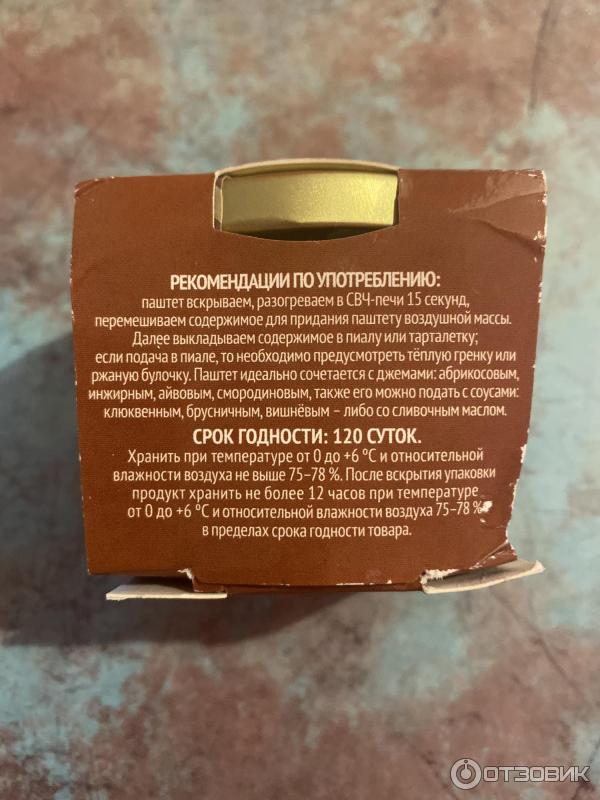 РЕКОМЕНДАЦИИ ПО УПОТРЕБЛЕНИЮ:
паштет вскрываем, разогреваем в СВЧ-печи 15 секунд,
перемешиваем содержимое для придания паштету воздушной массы.
Далее выкладываем содержимое в пиалу или тарталетку;
если подача в пиале, то необходимо предусмотреть тёплую гренку или
ржаную булочку. Паштет идеально сочетается с джемами: абрикосовым,
инжирным, айвовым, смородиновым, также его можно подать с соусами:
клюквенным, брусничным, вишнёвым – либо со сливочным маслом.
СРОК ГОДНОСТИ: 120 СУТОК.
Хранить при температуре от 0 до +6 °С и относительной
влажности воздуха не выше 75–78 %. После вскрытия упаковки
продукт хранить не более 12 часов при температуре
от 0 до +6 °С и относительной влажности воздуха 75–78 %
в пределах срока годности товара.
ОТЗОВИК